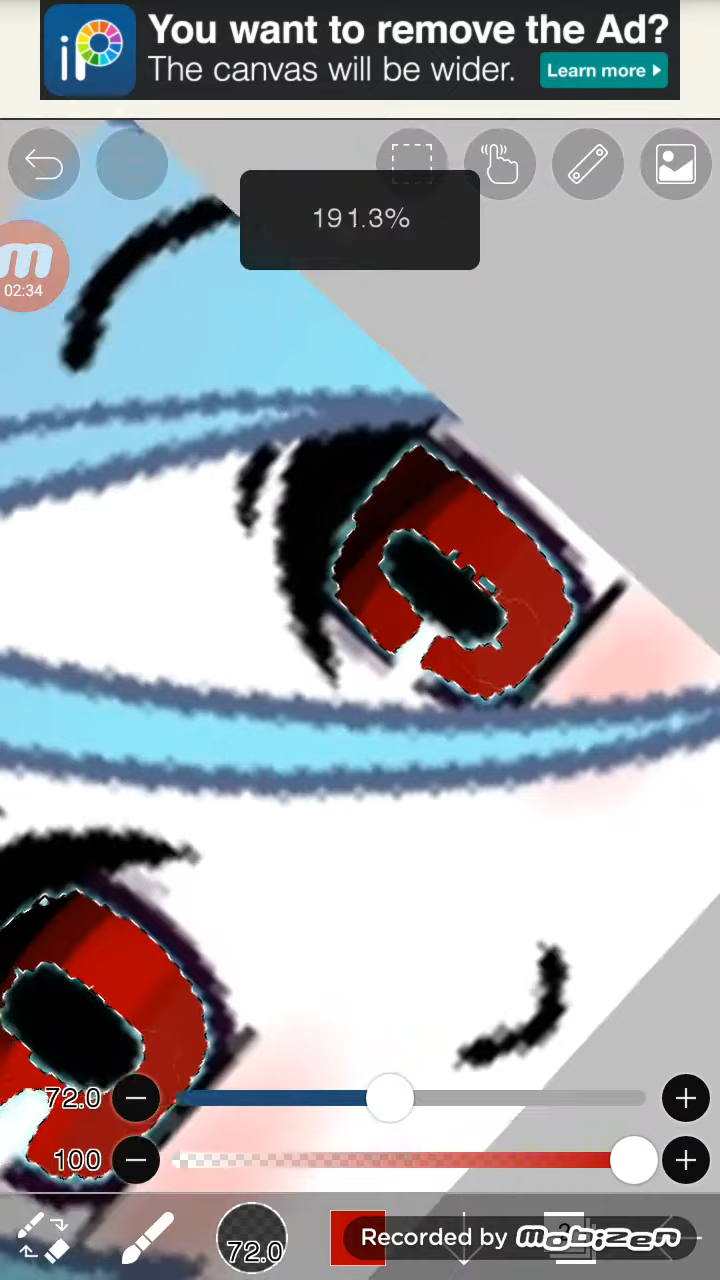 iP
You want to remove the Ad?
The canvas will be wider.
Learn more
191.3%
m
02:34
72.0
100
72.0
Recorded by mobizen